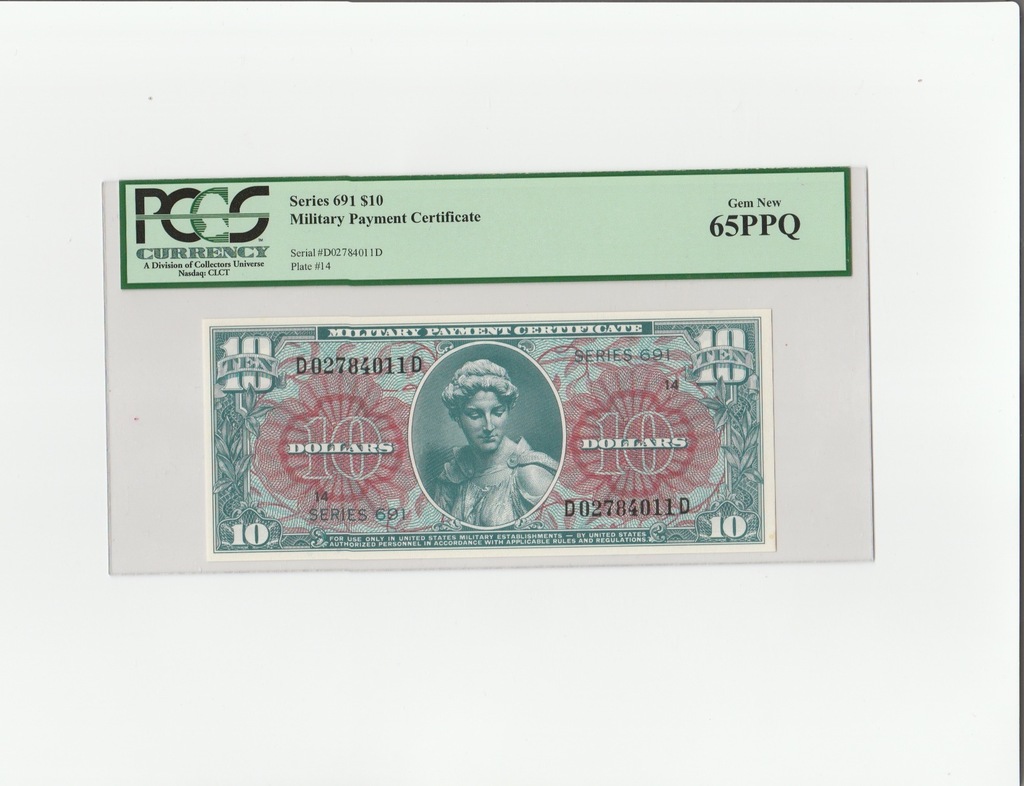 PCGS
CURRENCY
A Division of Collectors Universe
Nasdaq: CLCT
Series 691 $10
Military Payment Certificate
Serial #D02784011D
Plate #14
Gem New
65PPQ
MILITARY PAYMENT CERTIFICATE
10
TEN
D02784011D
SERIES 691
14
10
TEN
10
DOLLARS
10
DOLLARS
14
SERIES 691
D02784011D
10
10
FOR USE ONLY IN UNITED STATES MILITARY ESTABLISHMENTS — BY UNITED STATES
AUTHORIZED PERSONNEL IN ACCORDANCE WITH APPLICABLE RULES AND REGULATIONS